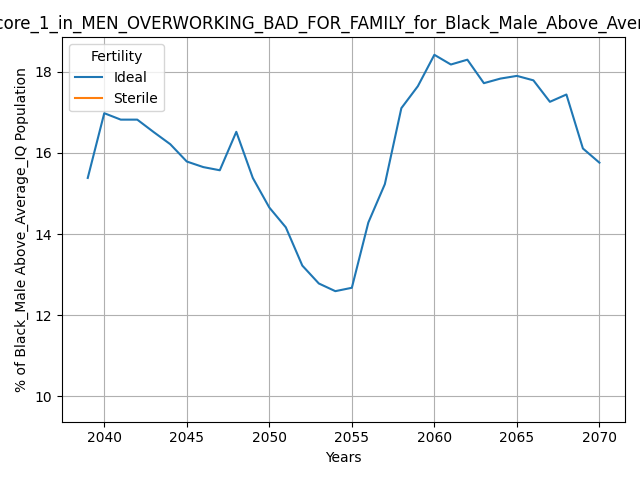 core_1_in_MEN_OVERWORKING_BAD_FOR_FAMILY_for_Black_Male_Above_Aver
Fertility
Ideal
Sterile
% of Black_Male Above_Average_IQ Population
18
16
14
12
10
2040 2045 2050 2055 2060 2065 2070
Years